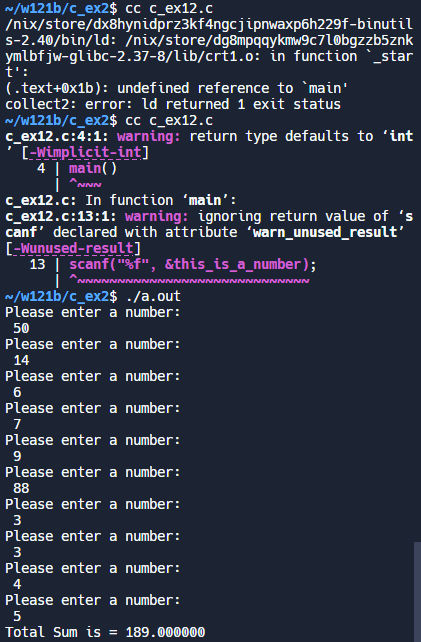 ~/w121b/c_ex2$ cc c_ex12.c
/nix/store/dx8hynidprz3kf4ngcjipnwaxp6h229f-binutil
s-2.40/bin/ld: /nix/store/dg8mpqqykmw9c7l0bgzzb5znk
ymlbfjw-glibc-2.37-8/lib/crt1.o: in function `_star
t':
(.text+0x1b): undefined reference to `main'
collect2: error: ld returned 1 exit status
~/w121b/c_ex2$ cc c_ex12.c
c_ex12.c:4:1: warning: return type defaults to ‘int
’ [-Wimplicit-int]
4 | main()
| ^~~~
c_ex12.c: In function ‘main’:
c_ex12.c:13:1: warning: ignoring return value of ‘s
canf’ declared with attribute ‘warn_unused_result’
[-Wunused-result]
13 | scanf("%f", &this_is_a_number);
| ^~~~~~~~~~~~~~~~~~~~~~~~~~~~~~
~/w121b/c_ex2$ ./a.out
Please enter a number:
50
Please enter a number:
14
Please enter a number:
6
Please enter a number:
7
Please enter a number:
9
Please enter a number:
88
Please enter a number:
3
Please enter a number:
3
Please enter a number:
4
Please enter a number:
5
Total Sum is = 189.000000